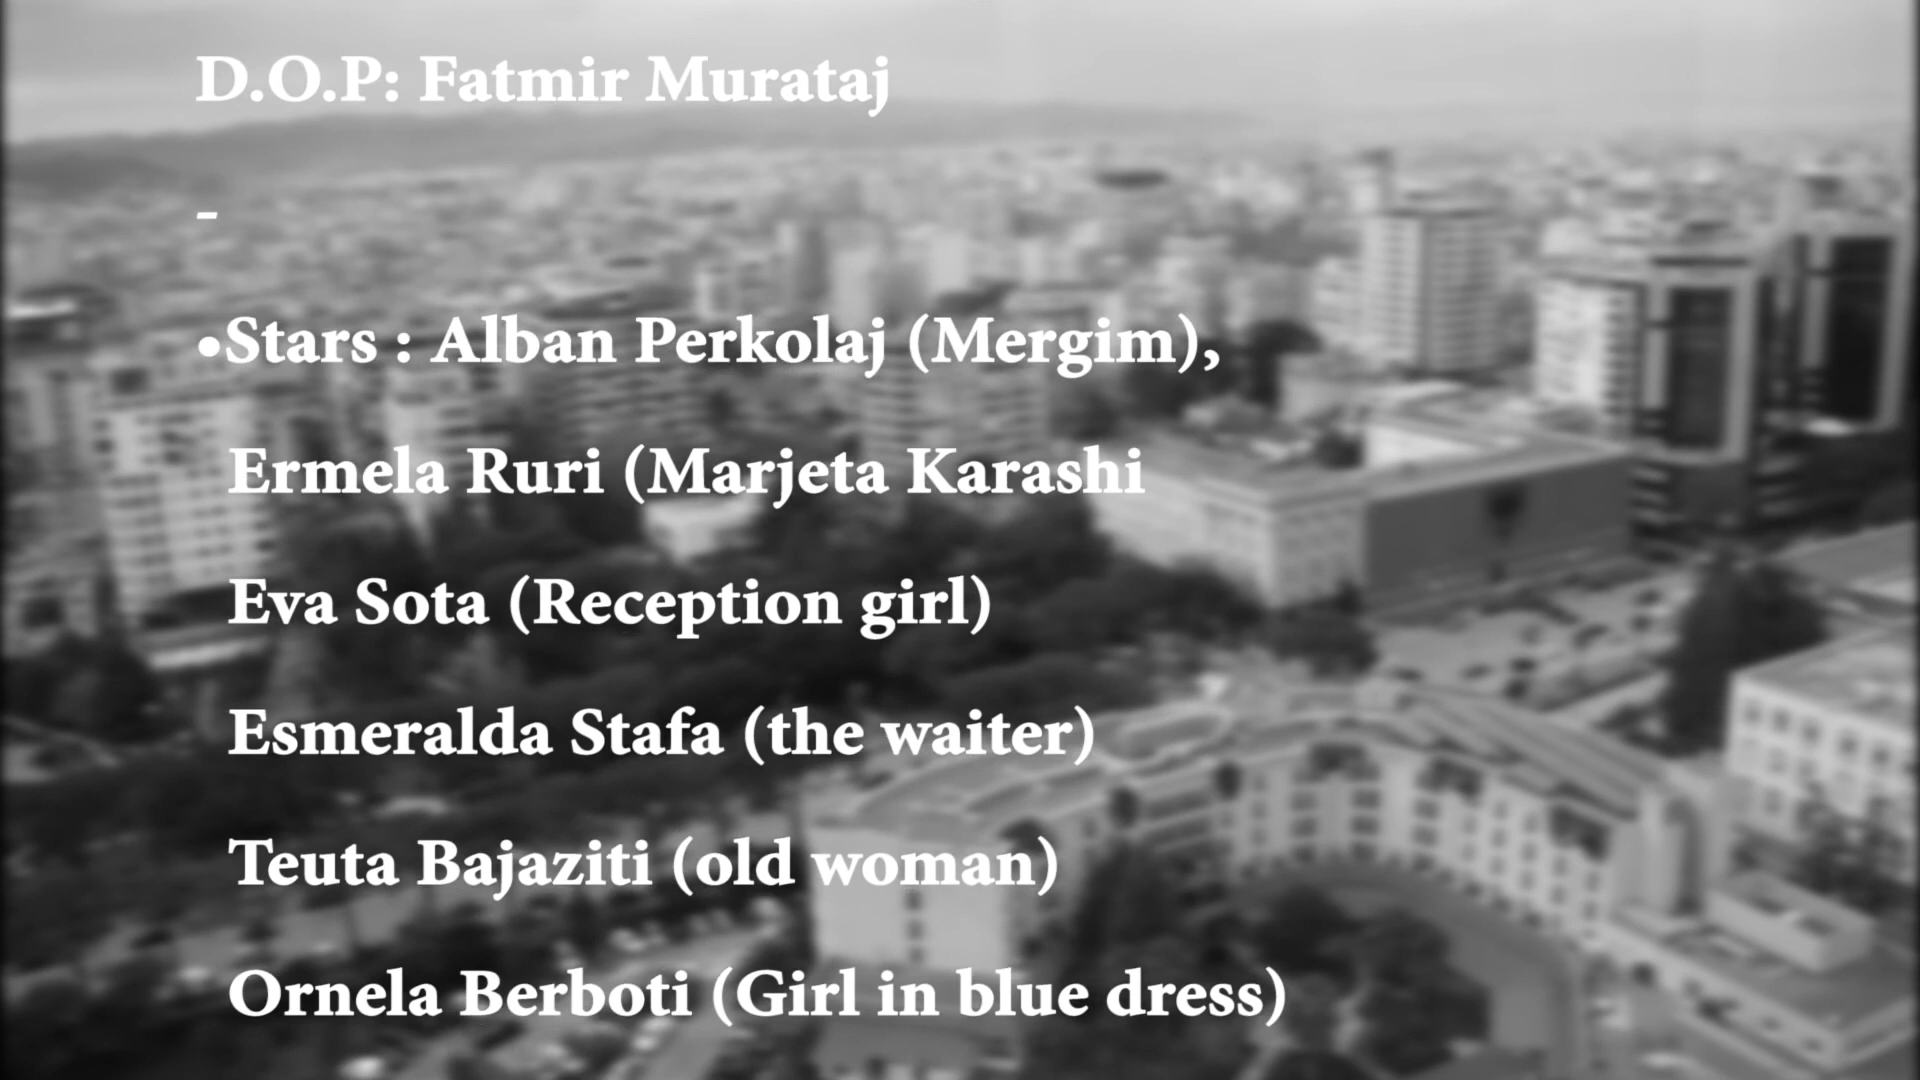 D.O.P: Fatmir Murataj
-
•Stars : Alban Perkolaj (Mergim),
Ermela Ruri (Marjeta Karashi
Eva Sota (Reception girl)
Esmeralda Stafa (the waiter)
Teuta Bajaziti (old woman)
Ornela Berboti (Girl in blue dress)